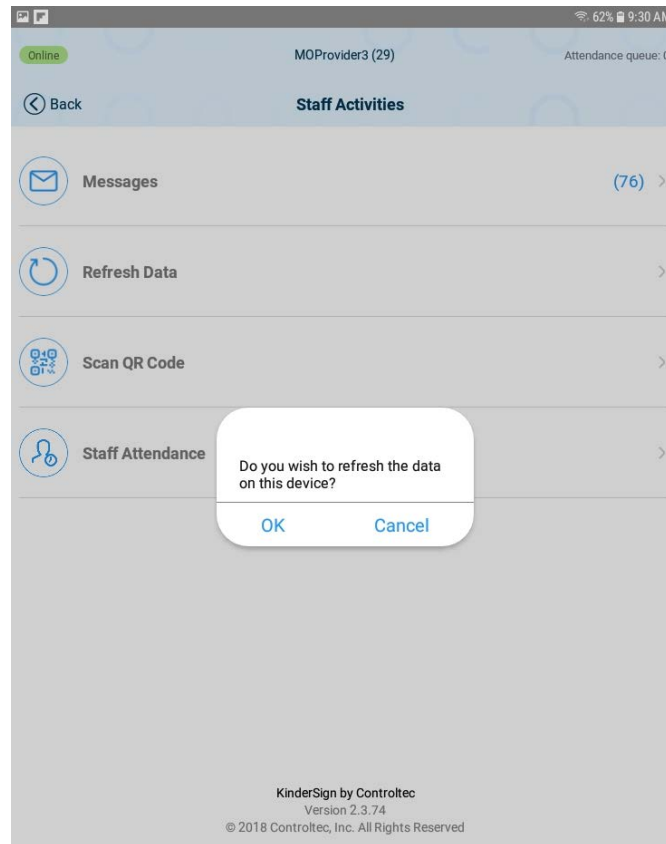 62% 9:30 AM
Online MOProvider3 (29) Attendance queue: 
Back Staff Activities
Messages (76)
Refresh Data
Scan QR Code
Staff Attendance
Do you wish to refresh the data
on this device?
OK Cancel
KinderSign by Controltec
Version 2.3.74
© 2018 Controltec, Inc. All Rights Reserved